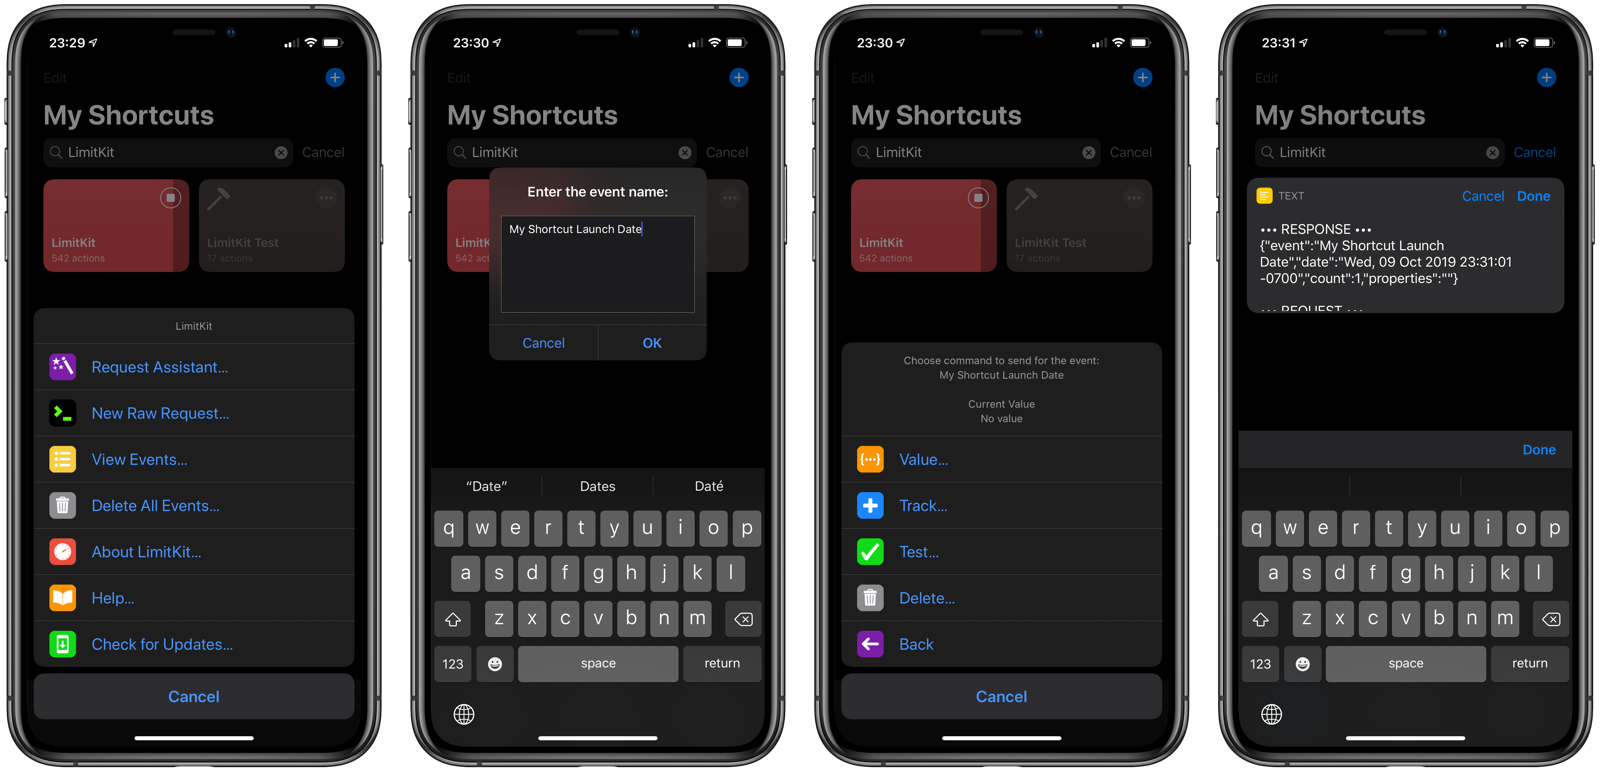 23:29
Edit
My Shortcuts
LimitKit
Cancel
LimitKit
542 actions
LimitKit Test
17 actions
LimitKit
Request Assistant...
New Raw Request...
View Events...
Delete All Events...
About LimitKit...
Help...
Check for Updates...
Cancel
23:30
Edit
My Shortcuts
LimitKit
Cancel
LimitK
542 actions
Enter the event name:
My Shortcut Launch Date
Cancel
OK
“Date”
Dates
Daté
q w e r t y u i o p
a s d f g h j k l
z x c v b n m
123
space
return
23:30
Edit
My Shortcuts
LimitKit
Cancel
LimitKit
542 actions
LimitKit Test
17 actions
Choose command to send for the event:
My Shortcut Launch Date
Current Value
No value
Value...
Track...
Test...
Delete...
Back
Cancel
23:31
Edit
My Shortcuts
LimitKit
Cancel
TEXT
Cancel
Done
••• RESPONSE •••
{"event":"My Shortcut Launch
Date","date":"Wed, 09 Oct 2019 23:31:01
-0700","count":1,"properties":""}
••• REQUEST •••
Done
q w e r t y u i o p
a s d f g h j k l
z x c v b n m
123
space
return